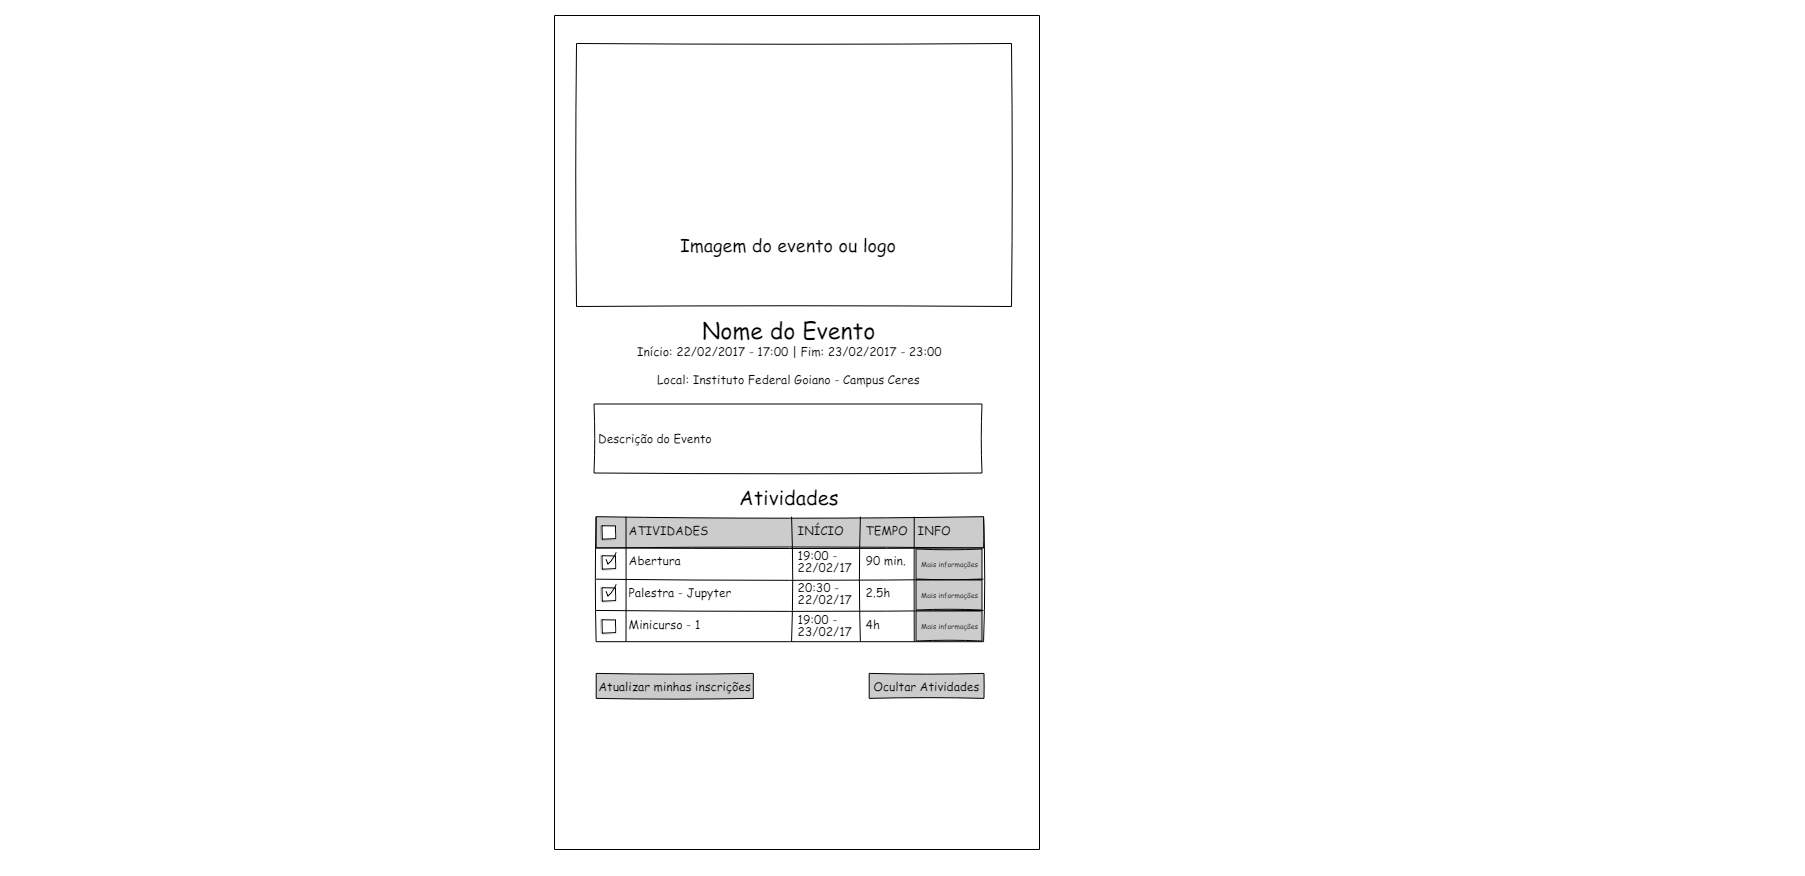 Imagem do evento ou logo
Nome do Evento
Início: 22/02/2017 - 17:00 | Fim: 23/02/2017 - 23:00
Local: Instituto Federal Goiano - Campus Ceres
Descrição do Evento
Atividades
ATIVIDADES INÍCIO TEMPO INFO
Abertura 19:00 - 22/02/17 90 min. Mais informações
Palestra - Jupyter 20:30 - 22/02/17 2.5h Mais informações
Minicurso - 1 19:00 - 23/02/17 4h Mais informações
Atualizar minhas inscrições Ocultar Atividades